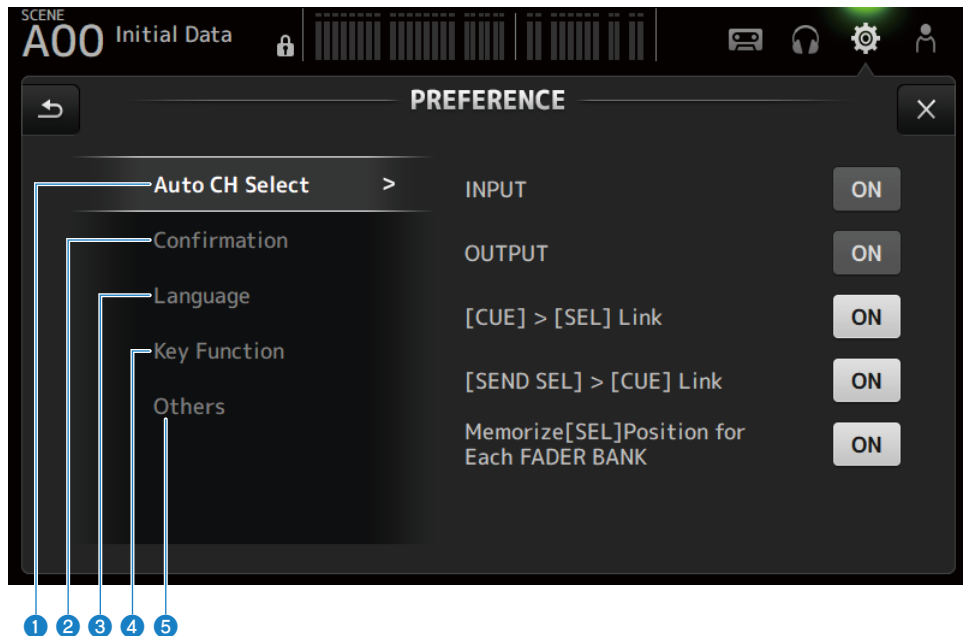 SCENE
A00 Initial Data
PREFERENCE
Auto CH Select >
INPUT ON
Confirmation
OUTPUT ON
Language
[CUE] > [SEL] Link ON
Key Function
[SEND SEL] > [CUE] Link ON
Others
Memorize[SEL]Position for
Each FADER BANK ON
1 2 3 4 5